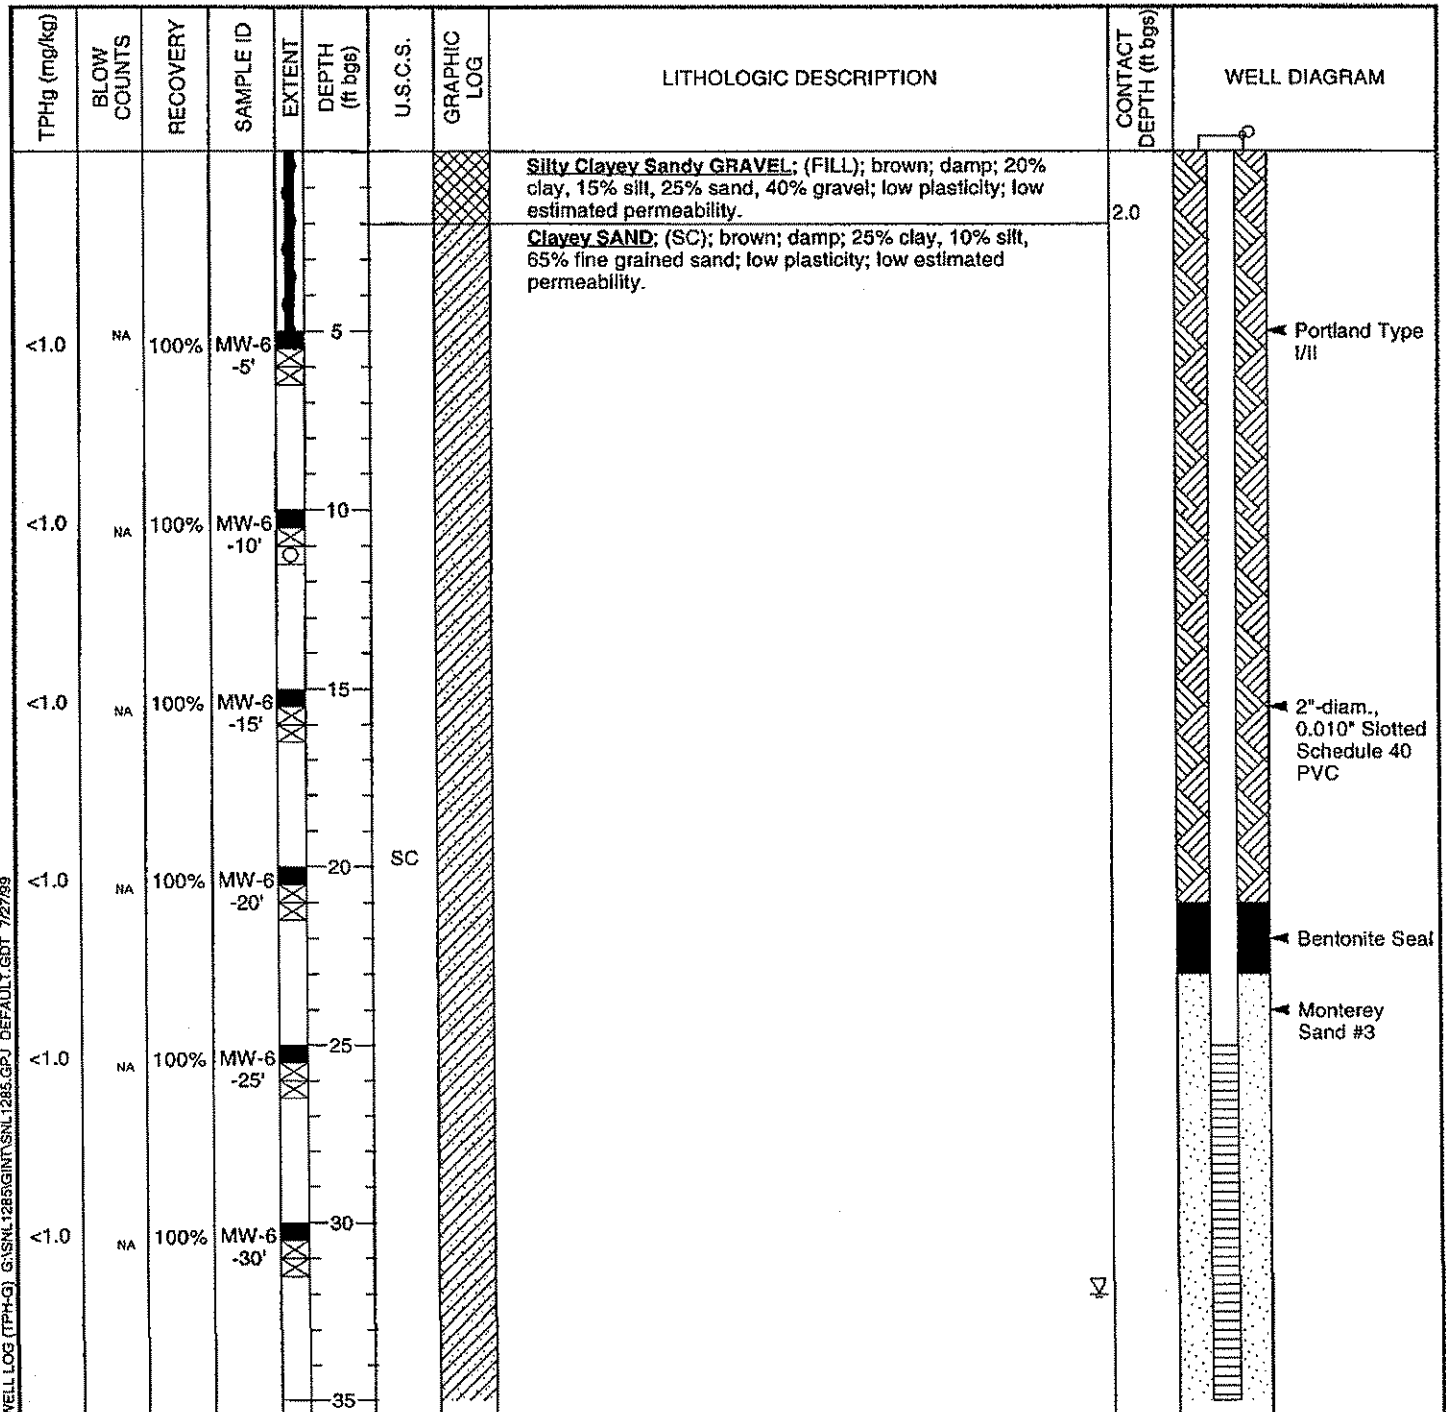 TPHg (mg/kg)
BLOW
COUNTS
RECOVERY
SAMPLE ID
EXTENT
DEPTH
(ft bgs)
U.S.C.S.
GRAPHIC
LOG
LITHOLOGIC DESCRIPTION
CONTACT
DEPTH (ft bgs)
WELL DIAGRAM
Silty Clayey Sandy GRAVEL; (FILL); brown; damp; 20%
clay, 15% silt, 25% sand, 40% gravel; low plasticity; low
estimated permeability.
2.0
Clayey SAND; (SC); brown; damp; 25% clay, 10% silt,
65% fine grained sand; low plasticity; low estimated
permeability.
<1.0 NA 100% MW-6
-5'
5
Portland Type
I/II
<1.0 NA 100% MW-6
-10'
10
<1.0 NA 100% MW-6
-15'
15
2"-diam.,
0.010" Slotted
Schedule 40
PVC
<1.0 NA 100% MW-6
-20'
20
SC
Bentonite Seal
Monterey
Sand #3
<1.0 NA 100% MW-6
-25'
25
<1.0 NA 100% MW-6
-30'
30
35
WELL LOG (TPH-G) G:\SNL1285\GINT\SNL1285.GPJ DEFAULT.GDT 7/27/99